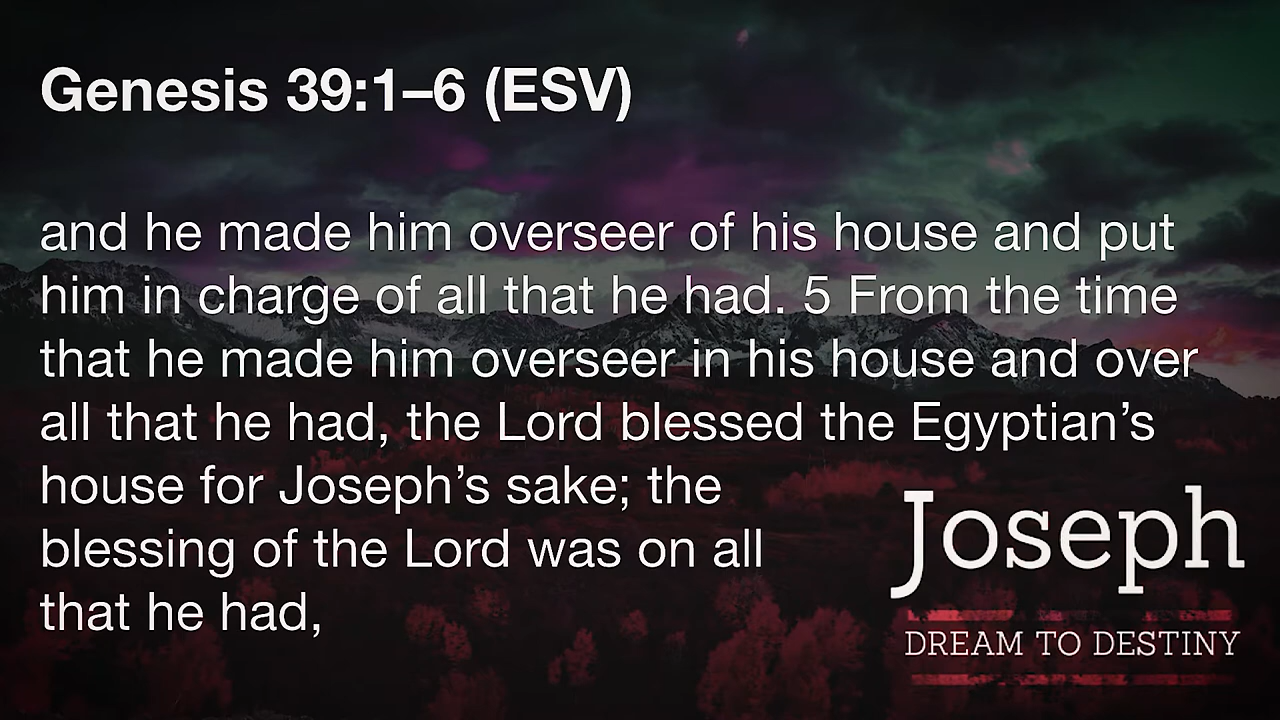 Genesis 39:1–6 (ESV)
and he made him overseer of his house and put
him in charge of all that he had. 5 From the time
that he made him overseer in his house and over
all that he had, the Lord blessed the Egyptian’s
house for Joseph’s sake; the
blessing of the Lord was on all
that he had,
Joseph
DREAM TO DESTINY